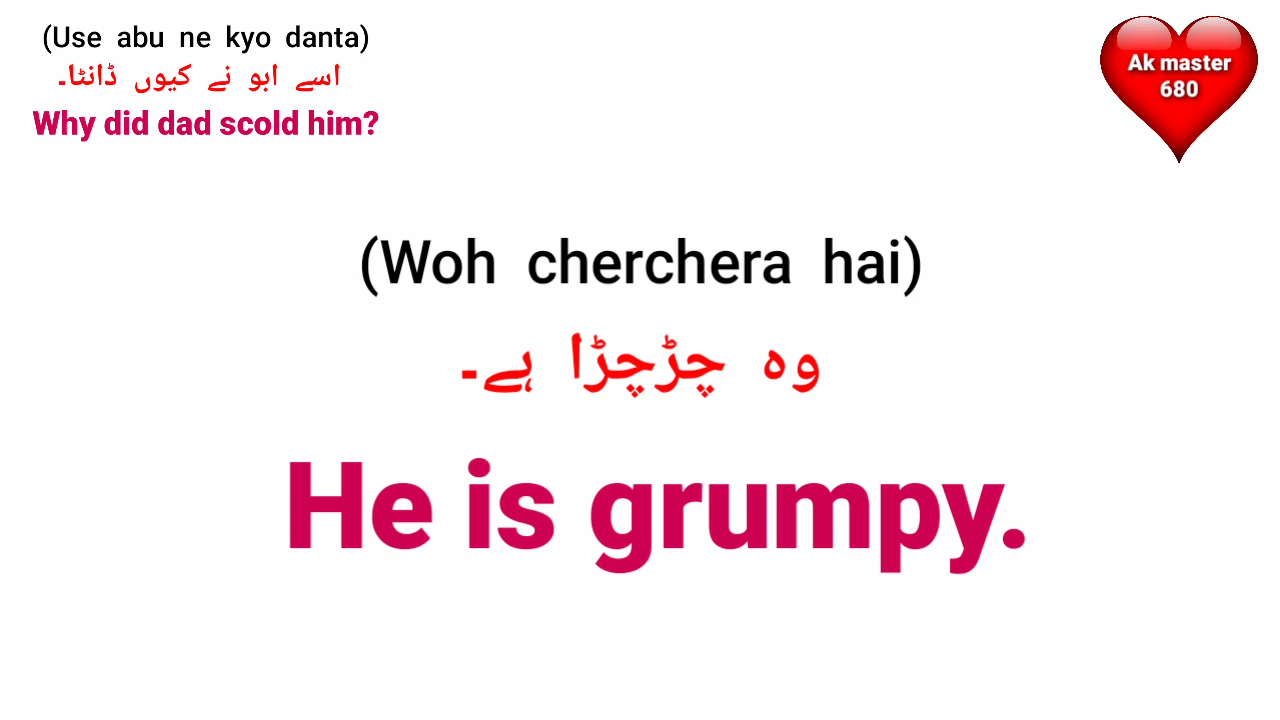 (Use abu ne kyo danta)
اسے ابو نے کیوں ڈانٹا۔
Why did dad scold him?
Ak master
680
(Woh cherchera hai)
وہ چڑچڑا ہے۔
He is grumpy.